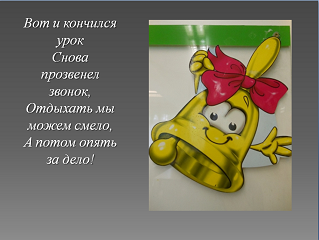 Вот и кончился
урок
Снова
прозвенел
звонок,
Отдыхать мы
можем смело,
А потом опять
за дело!